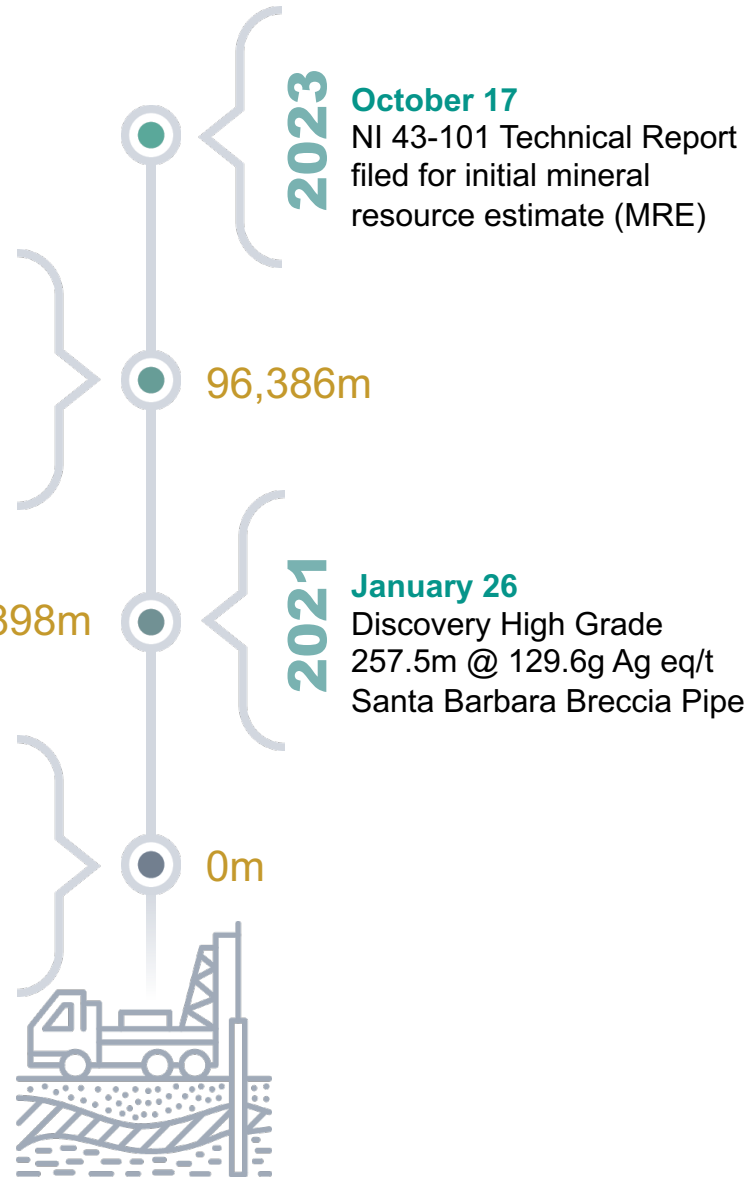 2023
October 17
NI 43-101 Technical Report
filed for initial mineral
resource estimate (MRE)
96,386m
398m
2021
January 26
Discovery High Grade
257.5m @ 129.6g Ag eq/t
Santa Barbara Breccia Pipe
0m